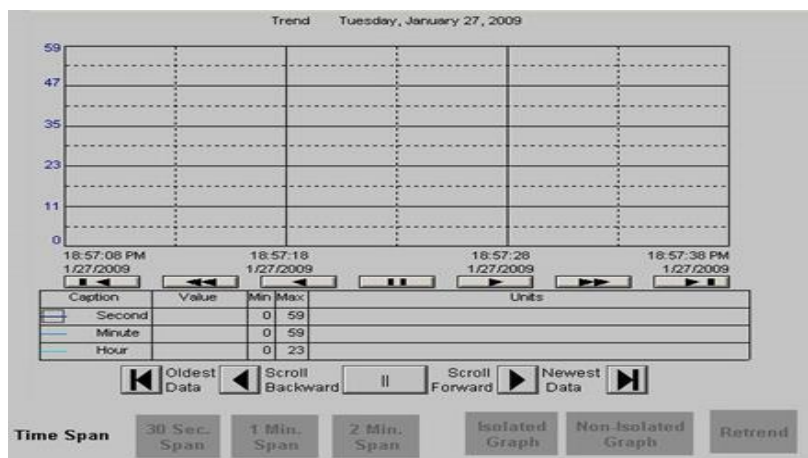 Trend Tuesday, January 27, 2009
59
47
35
23
11
0
18:57:08 PM 18:57:18 18:57:28 18:57:38 PM
1/27/2009 1/27/2009 1/27/2009 1/27/2009
Caption Value Min Max Units
Second 0 59
Minute 0 59
Hour 0 23
Oldest Scroll Scroll Newest
Data Backward Forward Data
Time Span 30 Sec. 1 Min. 2 Min. Isolated Non-Isolated Retrend
Span Span Span Graph Graph